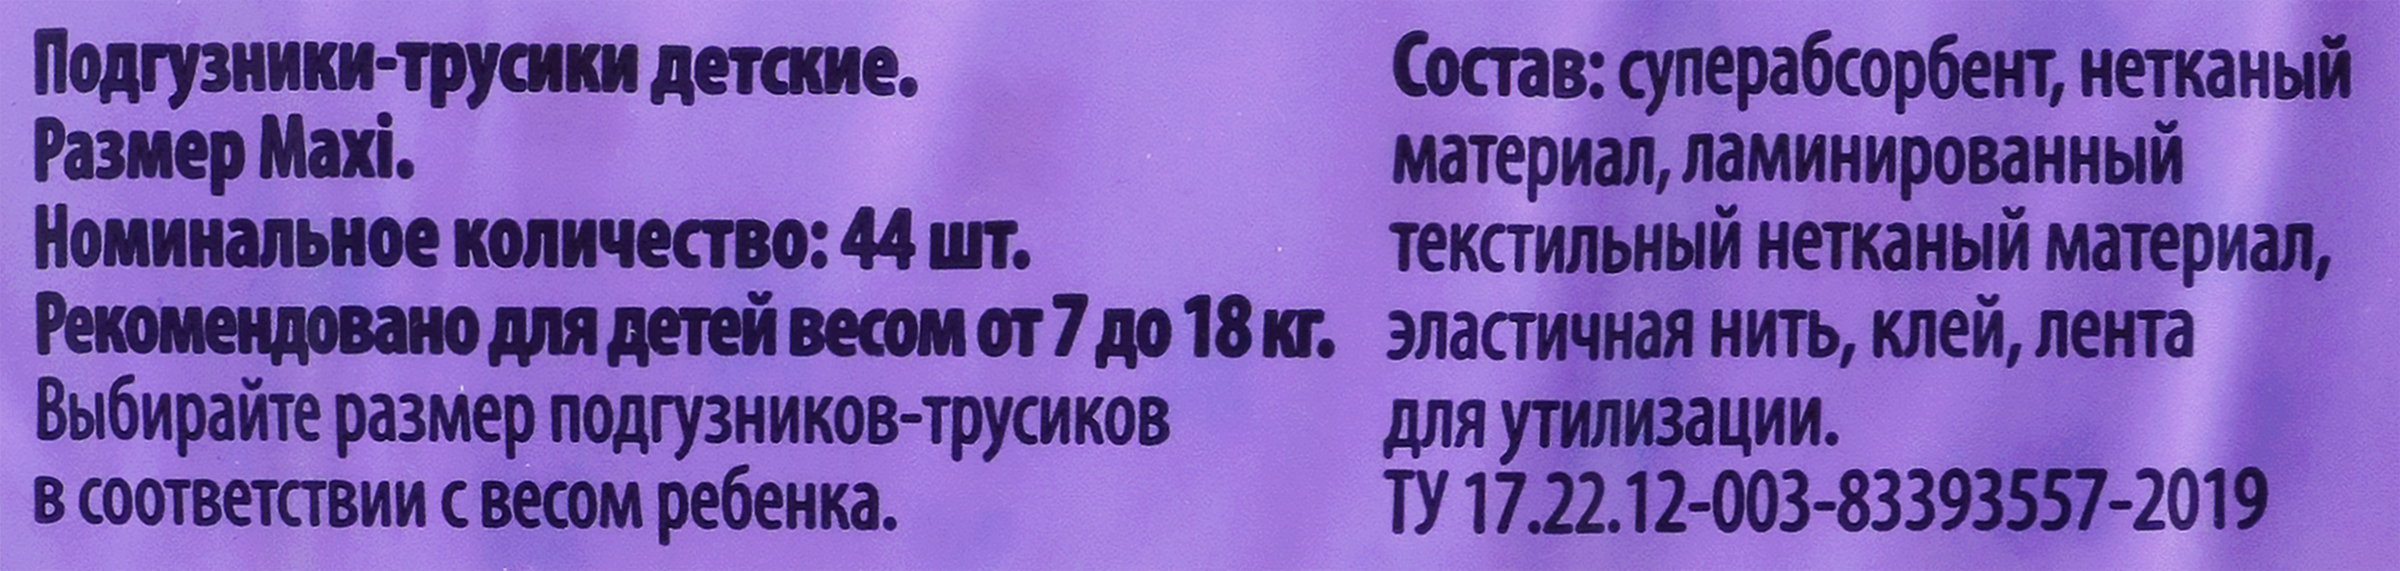 Подгузники-трусики детские.
Размер Maxi.
Номинальное количество: 44 шт.
Рекомендовано для детей весом от 7 до 18 кг.
Выбирайте размер подгузников-трусиков
в соответствии с весом ребенка.
Состав: суперабсорбент, нетканый
материал, ламинированный
текстильный нетканый материал,
эластичная нить, клей, лента
для утилизации.
ТУ 17.22.12-003-83393557-2019